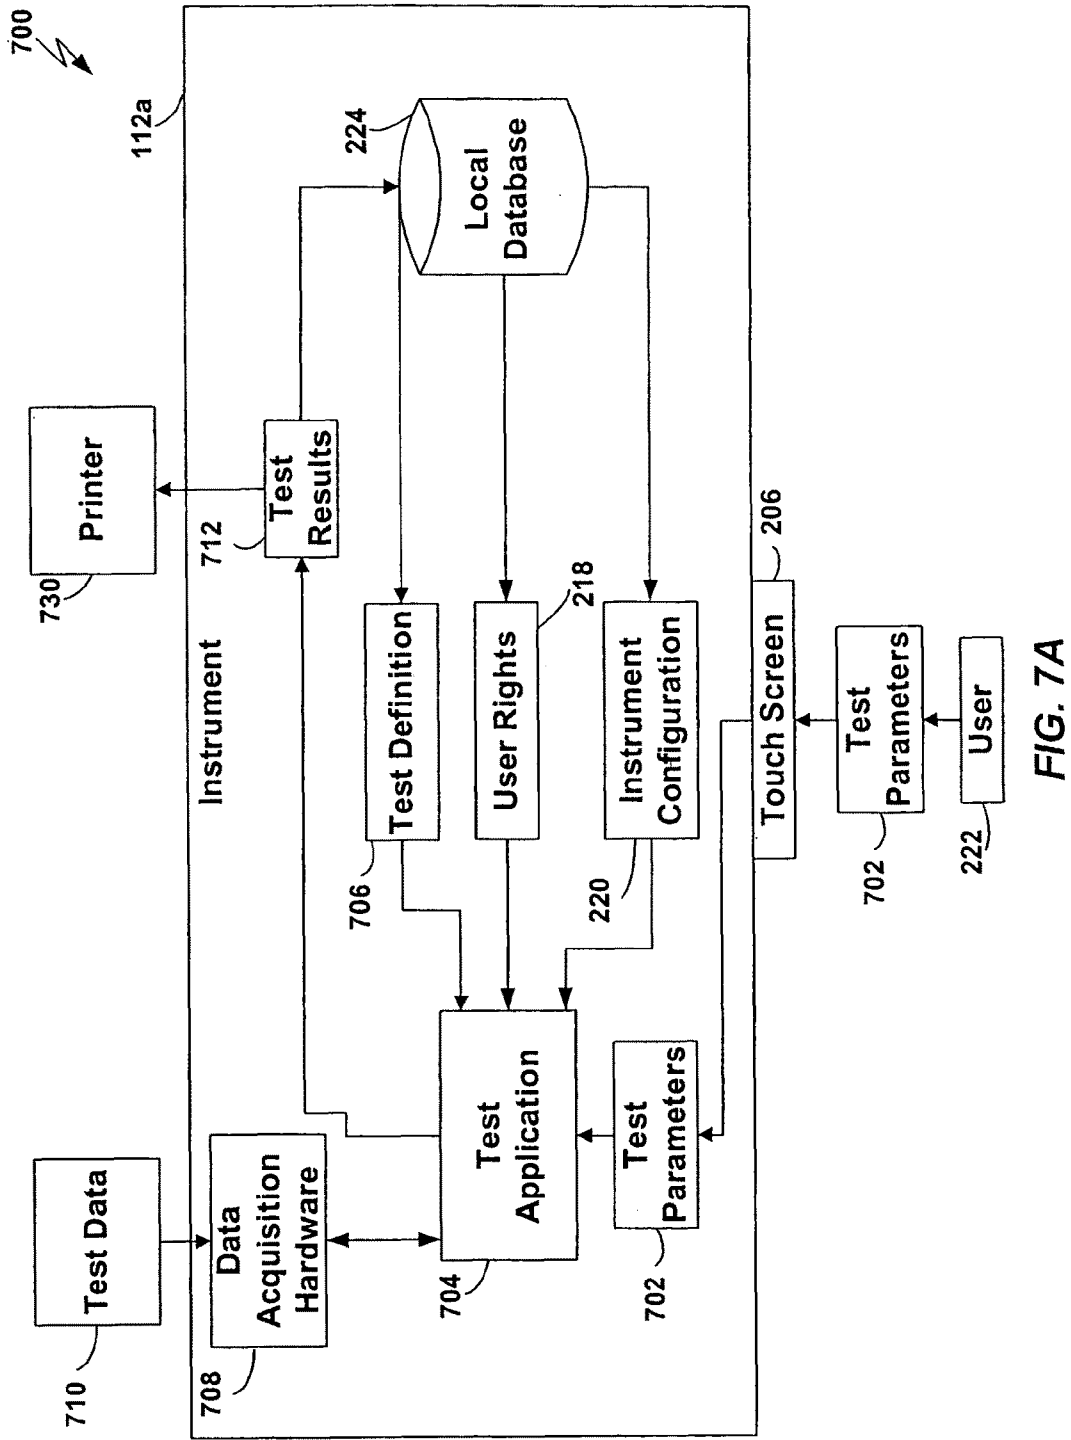 700
112a
Test Data
710
Printer
730
Instrument
Data
Acquisition
Hardware
708
712
Test
Results
224
Local
Database
Test Definition
706
User Rights
218
Instrument
Configuration
220
Test
Application
704
Test
Parameters
702
Touch Screen
206
Test
Parameters
702
User
222
FIG. 7A